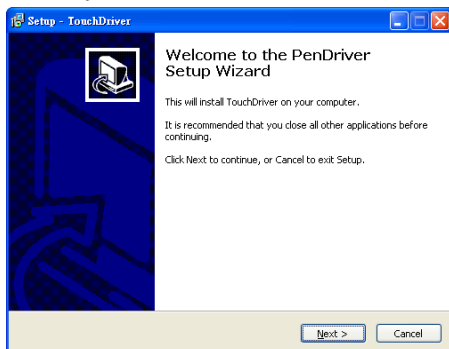 Setup - TouchDriver
Welcome to the PenDriver
Setup Wizard
This will install TouchDriver on your computer.
It is recommended that you close all other applications before
continuing.
Click Next to continue, or Cancel to exit Setup.
Next >
Cancel